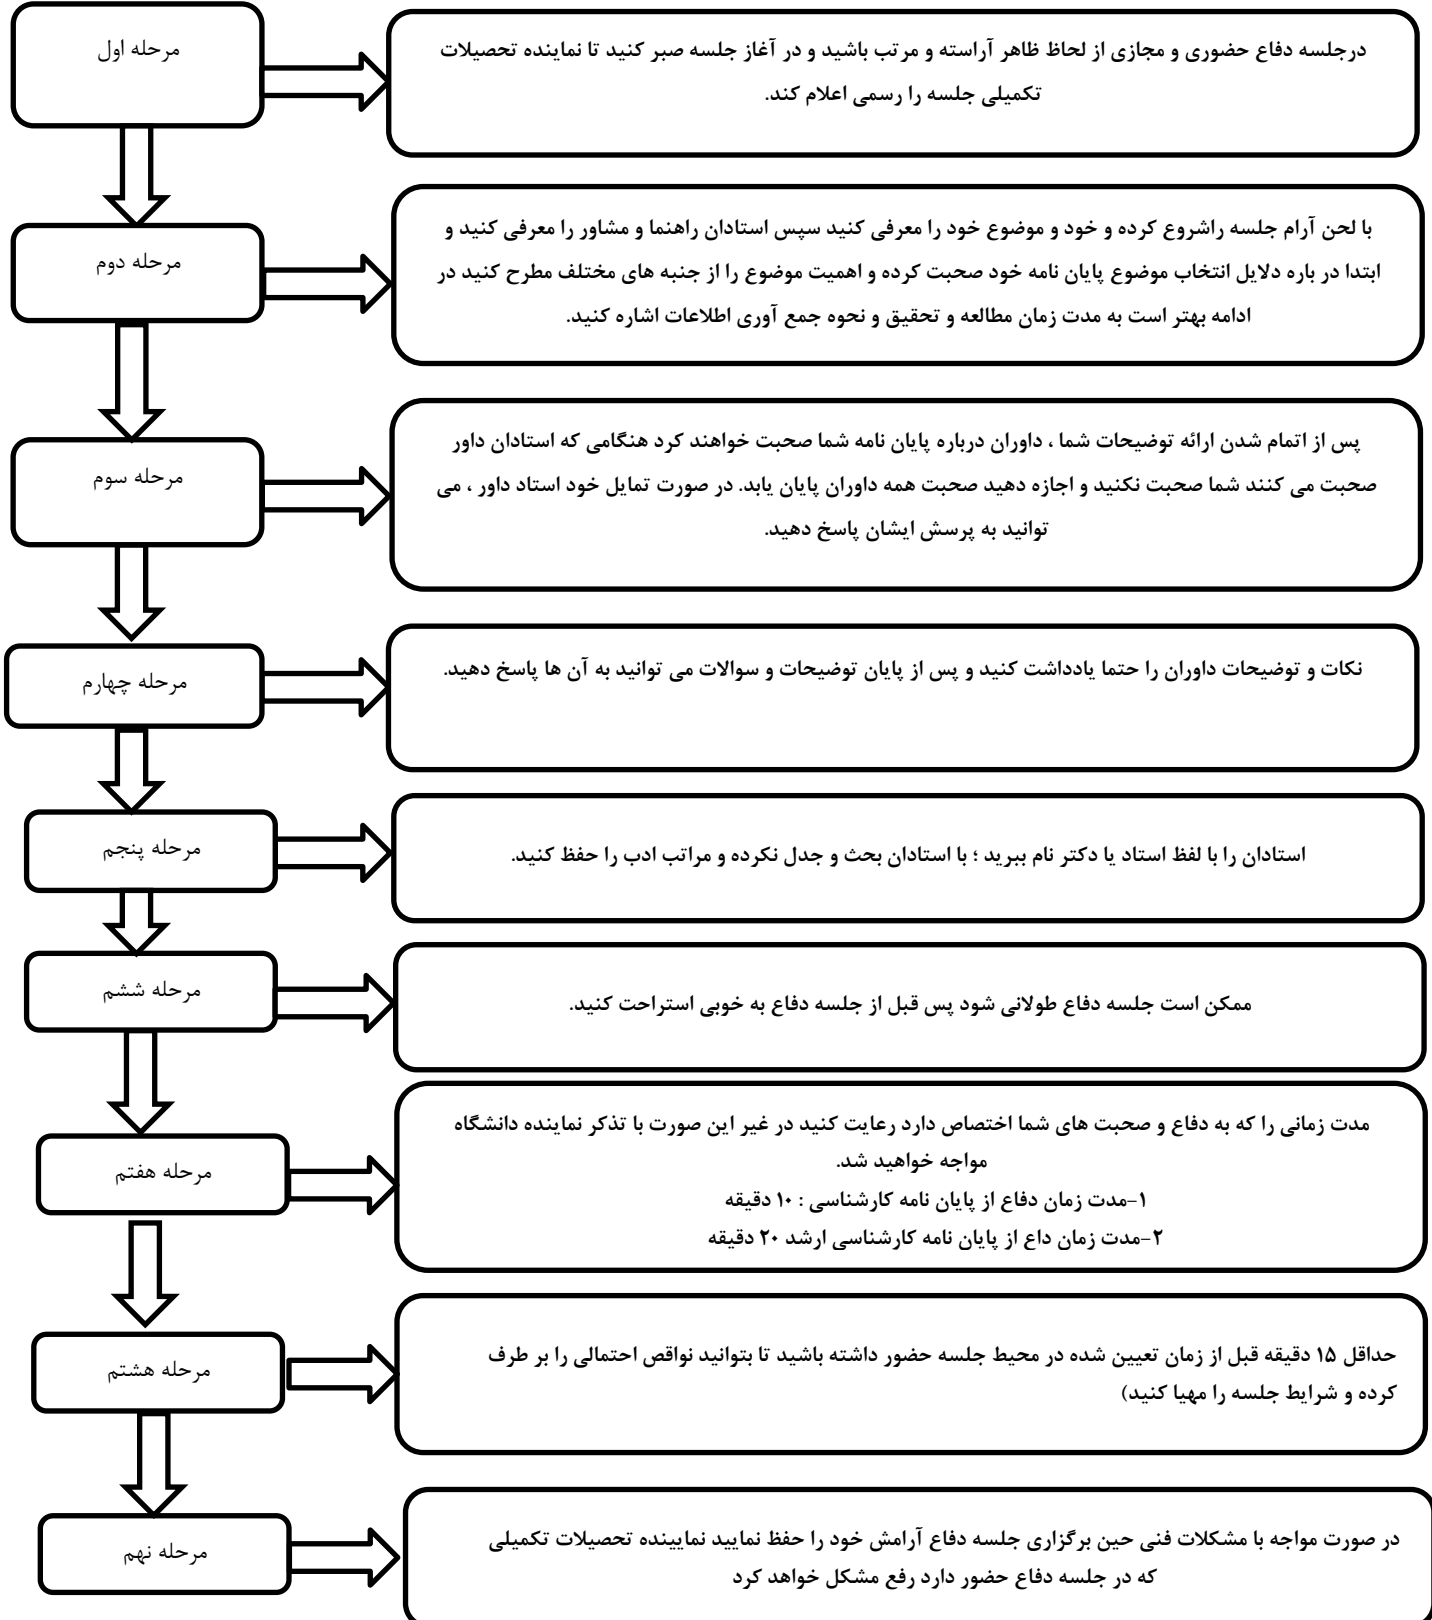 مرحله اول
درجلسه دفاع حضوری و مجازی از لحاظ ظاهر آراسته و مرتب باشید و در آغاز جلسه صبر کنید تا نماینده تحصیلات
تکمیلی جلسه را رسمی اعلام کند.
مرحله دوم
با لحن آرام جلسه راشروع کرده و خود و موضوع خود را معرفی کنید سپس استادان راهنما و مشاور را معرفی کنید و
ابتدا در باره دلایل انتخاب موضوع پایان نامه خود صحبت کرده و اهمیت موضوع را از جنبه های مختلف مطرح کنید در
ادامه بهتر است به مدت زمان مطالعه و تحقیق و نحوه جمع آوری اطلاعات اشاره کنید.
مرحله سوم
پس از اتمام شدن ارائه توضیحات شما ، داوران درباره پایان نامه شما صحبت خواهند کرد هنگامی که استادان داور
صحبت می کنند شما صحبت نکنید و اجازه دهید صحبت همه داوران پایان یابد. در صورت تمایل خود استاد داور ، می
توانید به پرسش ایشان پاسخ دهید.
مرحله چهارم
نکات و توضیحات داوران را حتما یادداشت کنید و پس از پایان توضیحات و سوالات می توانید به آن ها پاسخ دهید.
مرحله پنجم
استادان را با لفظ استاد یا دکتر نام ببرید ؛ با استادان بحث و جدل نکرده و مراتب ادب را حفظ کنید.
مرحله ششم
ممکن است جلسه دفاع طولانی شود پس قبل از جلسه دفاع به خوبی استراحت کنید.
مرحله هفتم
مدت زمانی را که به دفاع و صحبت های شما اختصاص دارد رعایت کنید در غیر این صورت با تذکر نماینده دانشگاه
مواجه خواهید شد.
۱-مدت زمان دفاع از پایان نامه کارشناسی : ۱۰ دقیقه
۲-مدت زمان داع از پایان نامه کارشناسی ارشد ۲۰ دقیقه
مرحله هشتم
حداقل ۱۵ دقیقه قبل از زمان تعیین شده در محیط جلسه حضور داشته باشید تا بتوانید نواقص احتمالی را بر طرف
کرده و شرایط جلسه را مهیا کنید)
مرحله نهم
در صورت مواجه با مشکلات فنی حین برگزاری جلسه دفاع آرامش خود را حفظ نمایید نمایینده تحصیلات تکمیلی
که در جلسه دفاع حضور دارد رفع مشکل خواهد کرد